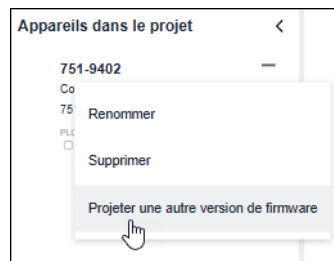 Appareils dans le projet
751-9402
Co
75
Renommer
PLC
Supprimer
Projeter une autre version de firmware